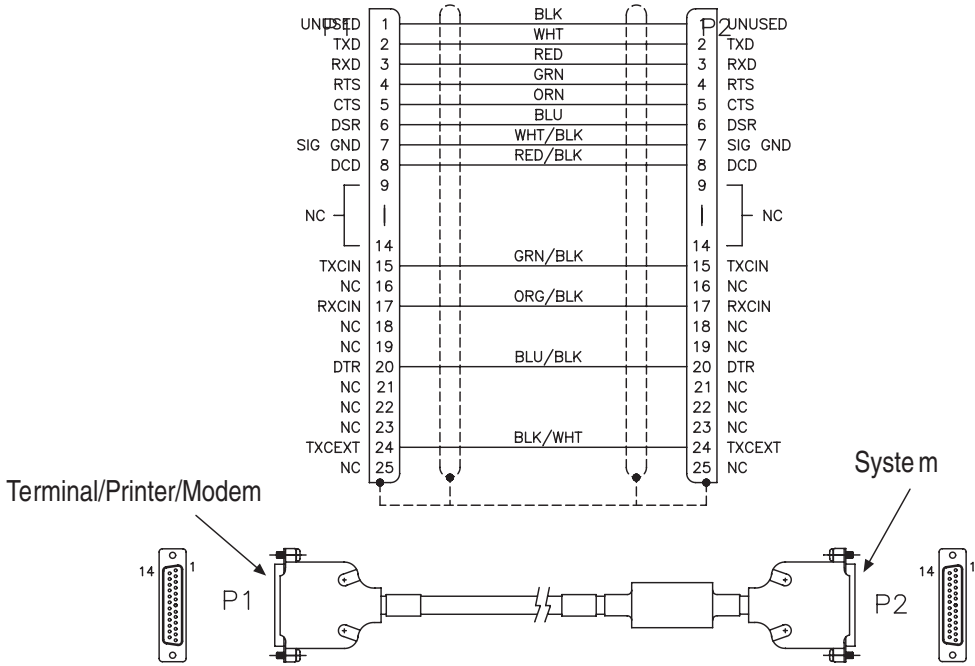 P1 P2
BLK
UNUSED 1 1 UNUSED
WHT
TXD 2 2 TXD
RED
RXD 3 3 RXD
GRN
RTS 4 4 RTS
ORN
CTS 5 5 CTS
BLU
DSR 6 6 DSR
WHT/BLK
SIG GND 7 7 SIG GND
RED/BLK
DCD 8 8 DCD
9 9
NC NC
14 14
GRN/BLK
TXCIN 15 15 TXCIN
NC 16 16 NC
ORG/BLK
RXCIN 17 17 RXCIN
NC 18 18 NC
NC 19 19 NC
BLU/BLK
DTR 20 20 DTR
NC 21 21 NC
NC 22 22 NC
NC 23 23 NC
BLK/WHT
TXCEXT 24 24 TXCEXT
NC 25 25 NC
Terminal/Printer/Modem
System
14 1 P1 P2 14 1